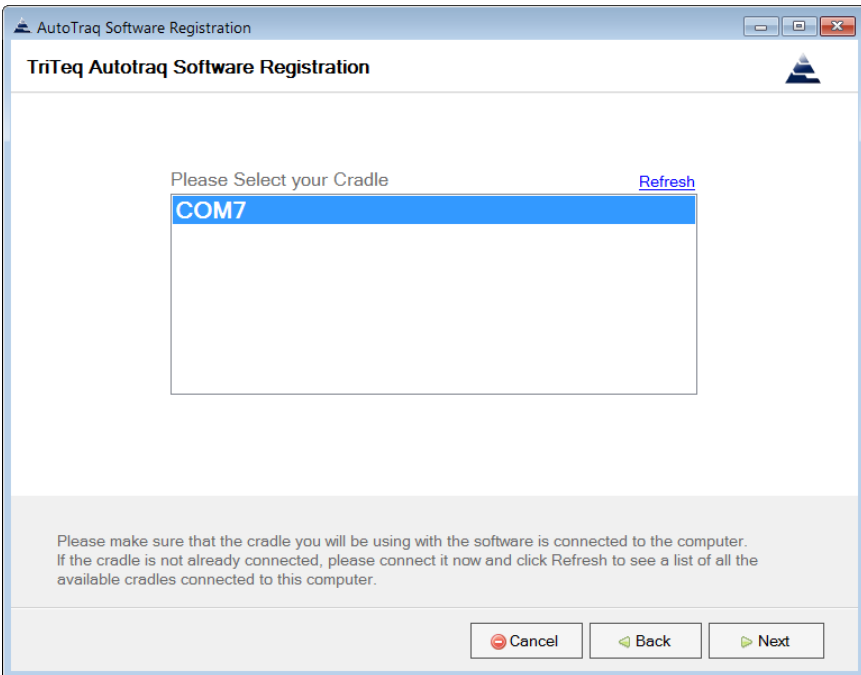 AutoTraq Software Registration
TriTeq Autotraq Software Registration
Please Select your Cradle Refresh
COM7
Please make sure that the cradle you will be using with the software is connected to the computer.
If the cradle is not already connected, please connect it now and click Refresh to see a list of all the
available cradles connected to this computer.
Cancel Back Next